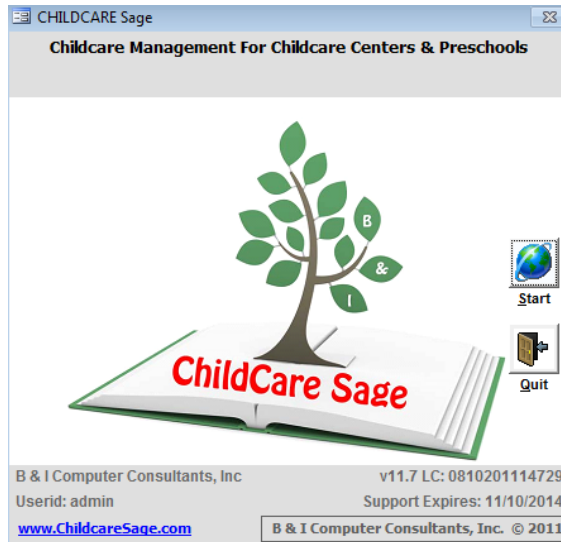 CHILDCARE Sage
Childcare Management For Childcare Centers & Preschools
B
&
I
Start
Quit
ChildCare Sage
B & I Computer Consultants, Inc
v11.7 LC: 0810201114729
Userid: admin
Support Expires: 11/10/2014
www.ChildcareSage.com
B & I Computer Consultants, Inc. © 2011